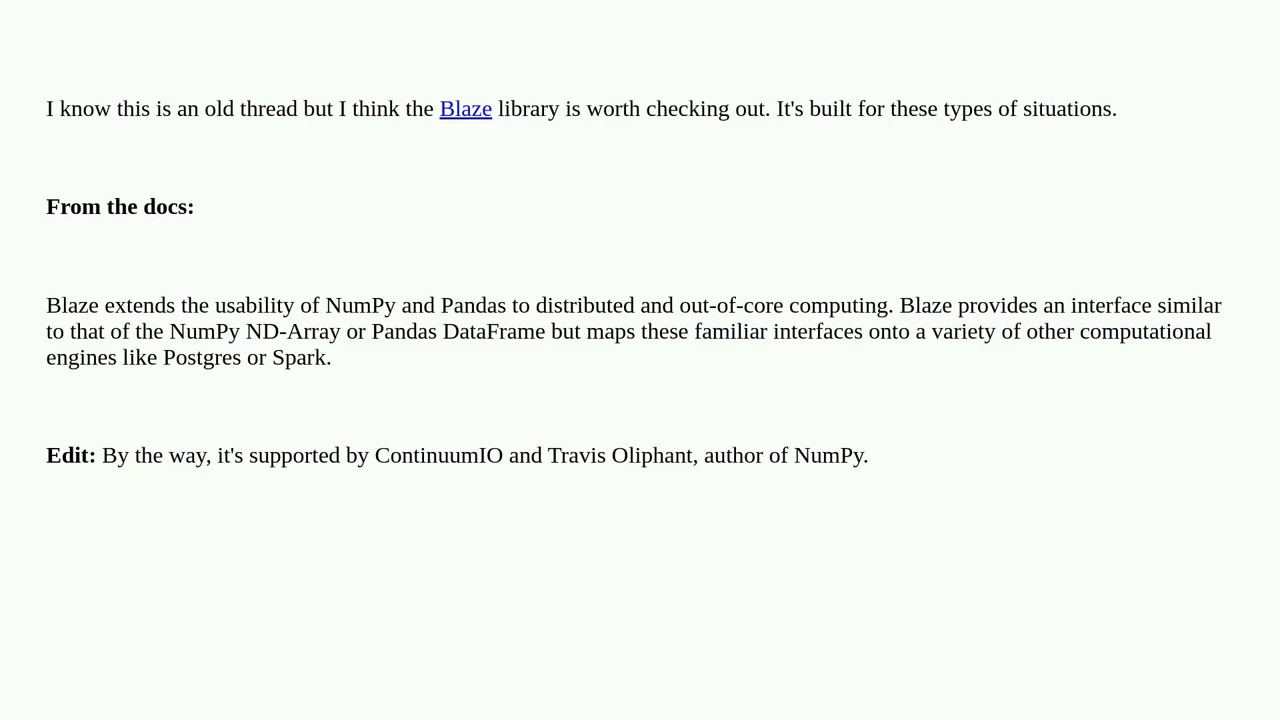 I know this is an old thread but I think the Blaze library is worth checking out. It's built for these types of situations.
From the docs:
Blaze extends the usability of NumPy and Pandas to distributed and out-of-core computing. Blaze provides an interface similar
to that of the NumPy ND-Array or Pandas DataFrame but maps these familiar interfaces onto a variety of other computational
engines like Postgres or Spark.
Edit: By the way, it's supported by ContinuumIO and Travis Oliphant, author of NumPy.